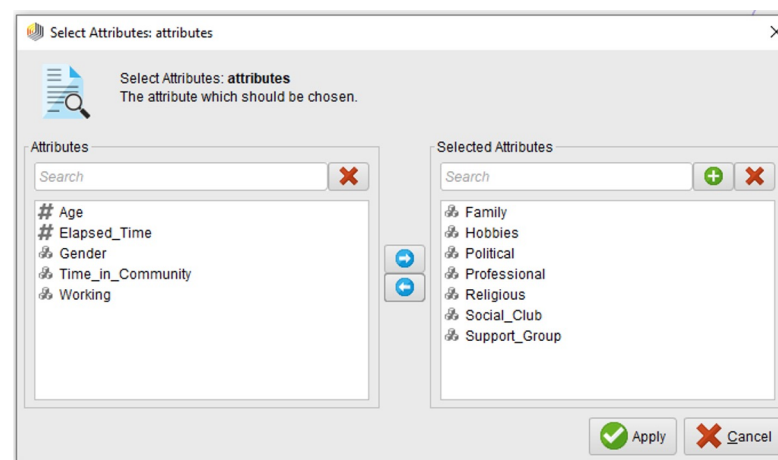 Select Attributes: attributes
Select Attributes: attributes
The attribute which should be chosen.
Attributes
Search
Age
Elapsed_Time
Gender
Time_in_Community
Working
Selected Attributes
Search
Family
Hobbies
Political
Professional
Religious
Social_Club
Support_Group
Apply
Cancel